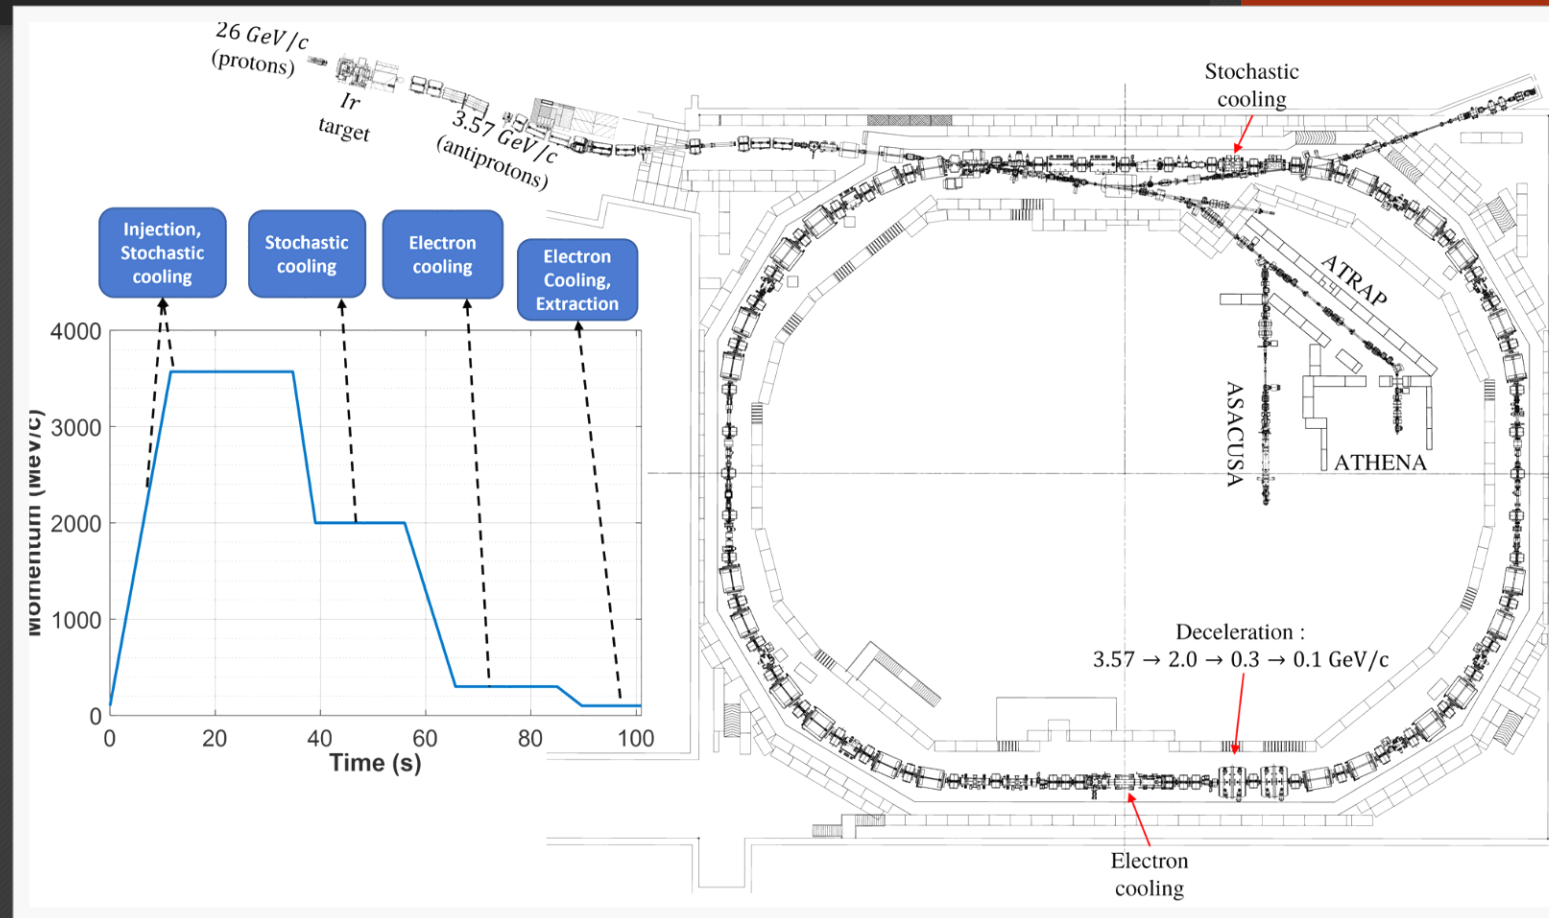 26 GeV/c
(protons)
Ir
target
3.57 GeV/c
(antiprotons)
Stochastic
cooling
Injection,
Stochastic
cooling
Stochastic
cooling
Electron
cooling
Electron
Cooling,
Extraction
4000
3000
2000
1000
0
Momentum (MeV/c)
0
20
40
60
80
100
Time (s)
ATRAP
ASACUSA
ATHENA
Deceleration :
3.57 → 2.0 → 0.3 → 0.1 GeV/c
Electron
cooling